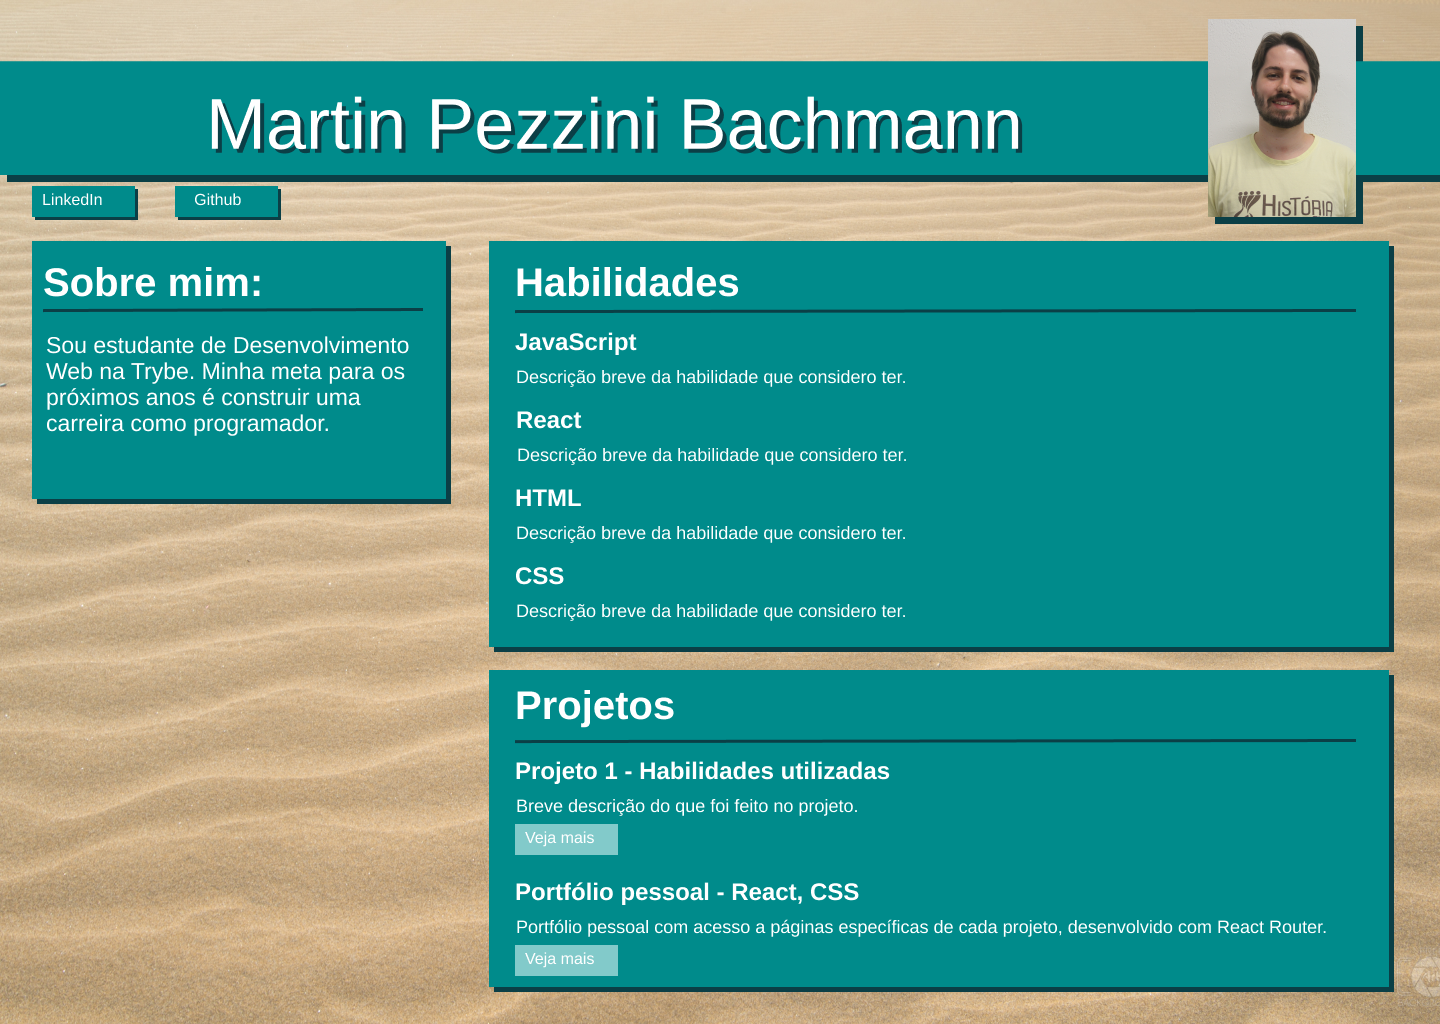 Martin Pezzini Bachmann
HISTÓRIA
LinkedIn
Github
Sobre mim:
Sou estudante de Desenvolvimento
Web na Trybe. Minha meta para os
próximos anos é construir uma
carreira como programador.
Habilidades
JavaScript
Descrição breve da habilidade que considero ter.
React
Descrição breve da habilidade que considero ter.
HTML
Descrição breve da habilidade que considero ter.
CSS
Descrição breve da habilidade que considero ter.
Projetos
Projeto 1 - Habilidades utilizadas
Breve descrição do que foi feito no projeto.
Veja mais
Portfólio pessoal - React, CSS
Portfólio pessoal com acesso a páginas específicas de cada projeto, desenvolvido com React Router.
Veja mais